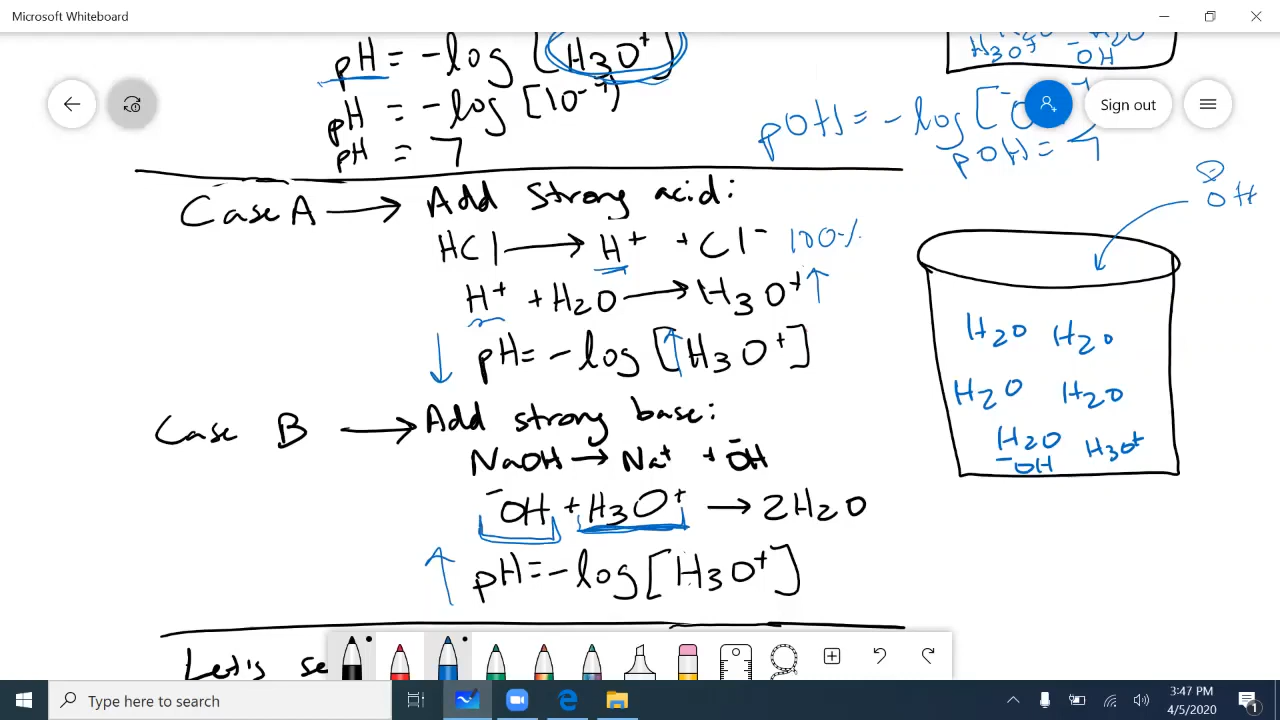 Microsoft Whiteboard
pH = -log [H3O+]
pH = -log [10-7]
pH = 7
H3O+ -OH
Sign out
pOH = -log [-O
pOH = 7
Case A → Add Strong acid:
HCl → H+ + Cl- 100%
H+ + H2O → H3O+ ↑
↓ pH = -log [↑H3O+]
Case B → Add strong base:
NaOH → Na+ + -OH
-OH + H3O+ → 2H2O
↑ pH = -log [H3O+]
Let's se
⊖OH
H2O H2O
H2O H2O
H2O
-OH H3O+
Type here to search
3:47 PM
4/5/2020
1